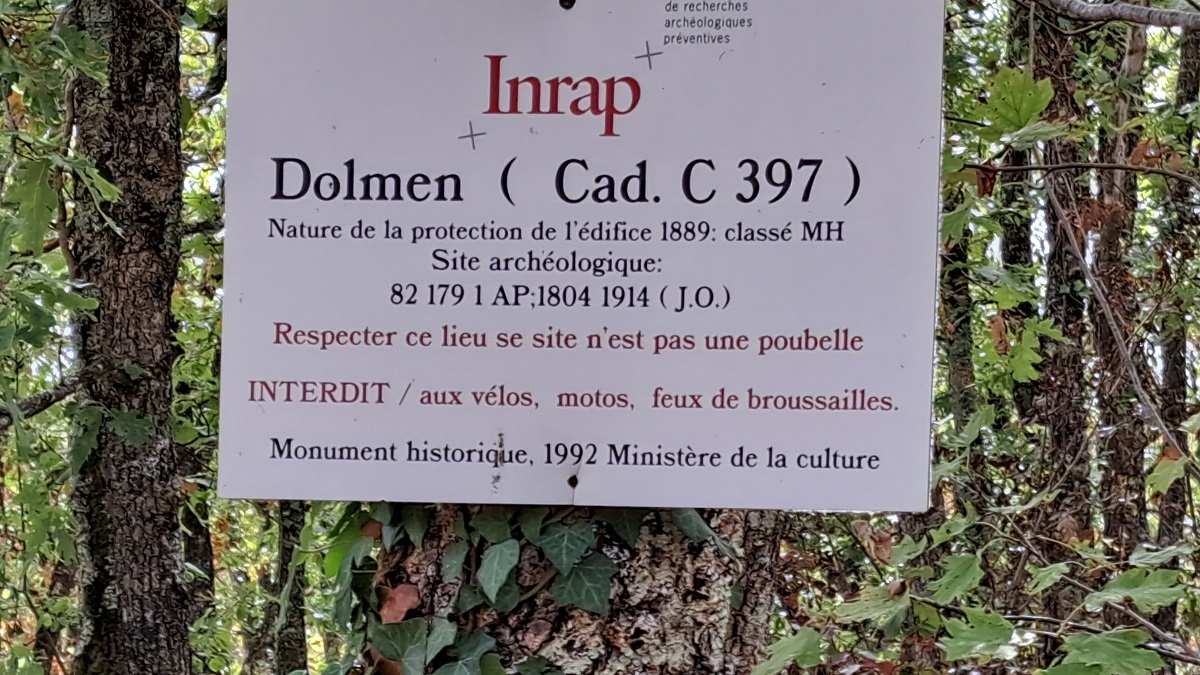 de recherches
archéologiques
préventives
Inrap
Dolmen ( Cad. C 397 )
Nature de la protection de l'édifice 1889: classé MH
Site archéologique:
82 179 1 AP;1804 1914 ( J.O.)
Respecter ce lieu se site n'est pas une poubelle
INTERDIT / aux vélos, motos, feux de broussailles.
Monument historique, 1992 Ministère de la culture